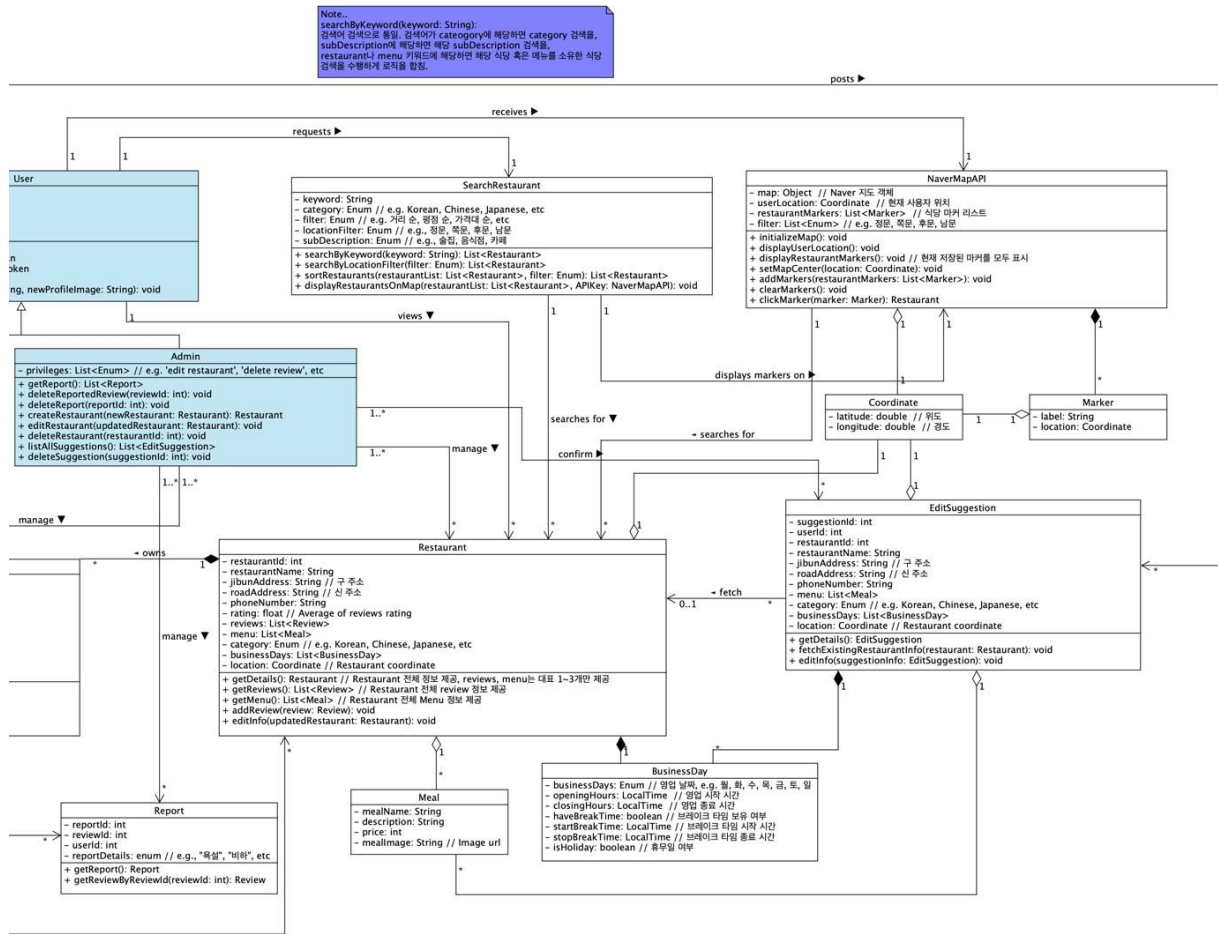 Note..
searchByKeyword(keyword: String):
검색어 검색으로 통일. 검색어가 cateogory에 해당하면 category 검색을,
subDescription에 해당하면 해당 subDescription 검색을,
restaurant나 menu 키워드에 해당하면 해당 식당 혹은 메뉴를 소유한 식당
검색을 수행하게 로직을 합침.
posts ▶
receives ▶
requests ▶
1
1
1
1
User
n
oken
ng, newProfileImage: String): void
SearchRestaurant
- keyword: String
- category: Enum // e.g. Korean, Chinese, Japanese, etc
- filter: Enum // e.g. 거리 순, 평점 순, 가격대 순, etc
- locationFilter: Enum // e.g., 정문, 쪽문, 후문, 남문
- subDescription: Enum // e.g., 술집, 음식점, 카페
+ searchByKeyword(keyword: String): List<Restaurant>
+ searchByLocationFilter(filter: Enum): List<Restaurant>
+ sortRestaurants(restaurantList: List<Restaurant>, filter: Enum): List<Restaurant>
+ displayRestaurantsOnMap(restaurantList: List<Restaurant>, APIKey: NaverMapAPI): void
NaverMapAPI
- map: Object // Naver 지도 객체
- userLocation: Coordinate // 현재 사용자 위치
- restaurantMarkers: List<Marker> // 식당 마커 리스트
- filter: List<Enum> // e.g. 정문, 쪽문, 후문, 남문
+ initializeMap(): void
+ displayUserLocation(): void
+ displayRestaurantMarkers(): void // 현재 저장된 마커를 모두 표시
+ setMapCenter(location: Coordinate): void
+ addMarkers(restaurantMarkers: List<Marker>): void
+ clearMarkers(): void
+ clickMarker(marker: Marker): Restaurant
1
views ▼
1
1
1
1
1
1
Admin
- privileges: List<Enum> // e.g. 'edit restaurant', 'delete review', etc
+ getReport(): List<Report>
+ deleteReportedReview(reviewId: int): void
+ deleteReport(reportId: int): void
+ createRestaurant(newRestaurant: Restaurant): Restaurant
+ editRestaurant(updatedRestaurant: Restaurant): void
+ deleteRestaurant(restaurantId: int): void
+ listAllSuggestions(): List<EditSuggestion>
+ deleteSuggestion(suggestionId: int): void
displays markers on ▶
1
*
Coordinate
- latitude: double // 위도
- longitude: double // 경도
Marker
- label: String
- location: Coordinate
1
1
1..*
searches for ▼
◄ searches for
1..*
manage ▼
confirm ▶
1
1
1..*
1..*
manage ▼
*
*
*
*
1
*
1
EditSuggestion
- suggestionId: int
- userId: int
- restaurantId: int
- restaurantName: String
- jibunAddress: String // 구 주소
- roadAddress: String // 신 주소
- phoneNumber: String
- menu: List<Meal>
- category: Enum // e.g. Korean, Chinese, Japanese, etc
- businessDays: List<BusinessDay>
- location: Coordinate // Restaurant coordinate
+ getDetails(): EditSuggestion
+ fetchExistingRestaurantInfo(restaurant: Restaurant): void
+ editInfo(suggestionInfo: EditSuggestion): void
*
*
◄ owns
1
Restaurant
- restaurantId: int
- restaurantName: String
- jibunAddress: String // 구 주소
- roadAddress: String // 신 주소
- phoneNumber: String
- rating: float // Average of reviews rating
- reviews: List<Review>
- menu: List<Meal>
- category: Enum // e.g. Korean, Chinese, Japanese, etc
- businessDays: List<BusinessDay>
- location: Coordinate // Restaurant coordinate
+ getDetails(): Restaurant // Restaurant 전체 정보 제공, reviews, menu는 대표 1~3개만 제공
+ getReviews(): List<Review> // Restaurant 전체 review 정보 제공
+ getMenu(): List<Meal> // Restaurant 전체 Menu 정보 제공
+ addReview(review: Review): void
+ editInfo(updatedRestaurant: Restaurant): void
◄ fetch
0..1
*
manage ▼
1
1
*
1
1
*
*
*
Meal
- mealName: String
- description: String
- price: int
- mealImage: String // Image url
BusinessDay
- businessDays: Enum // 영업 날짜, e.g. 월, 화, 수, 목, 금, 토, 일
- openingHours: LocalTime // 영업 시작 시간
- closingHours: LocalTime // 영업 종료 시간
- haveBreakTime: boolean // 브레이크 타임 보유 여부
- startBreakTime: LocalTime // 브레이크 타임 시작 시간
- stopBreakTime: LocalTime // 브레이크 타임 종료 시간
- isHoliday: boolean // 휴무일 여부
*
*
Report
- reportId: int
- reviewId: int
- userId: int
- reportDetails: enum // e.g., "욕설", "비하", etc
+ getReport(): Report
+ getReviewByReviewId(reviewId: int): Review
*